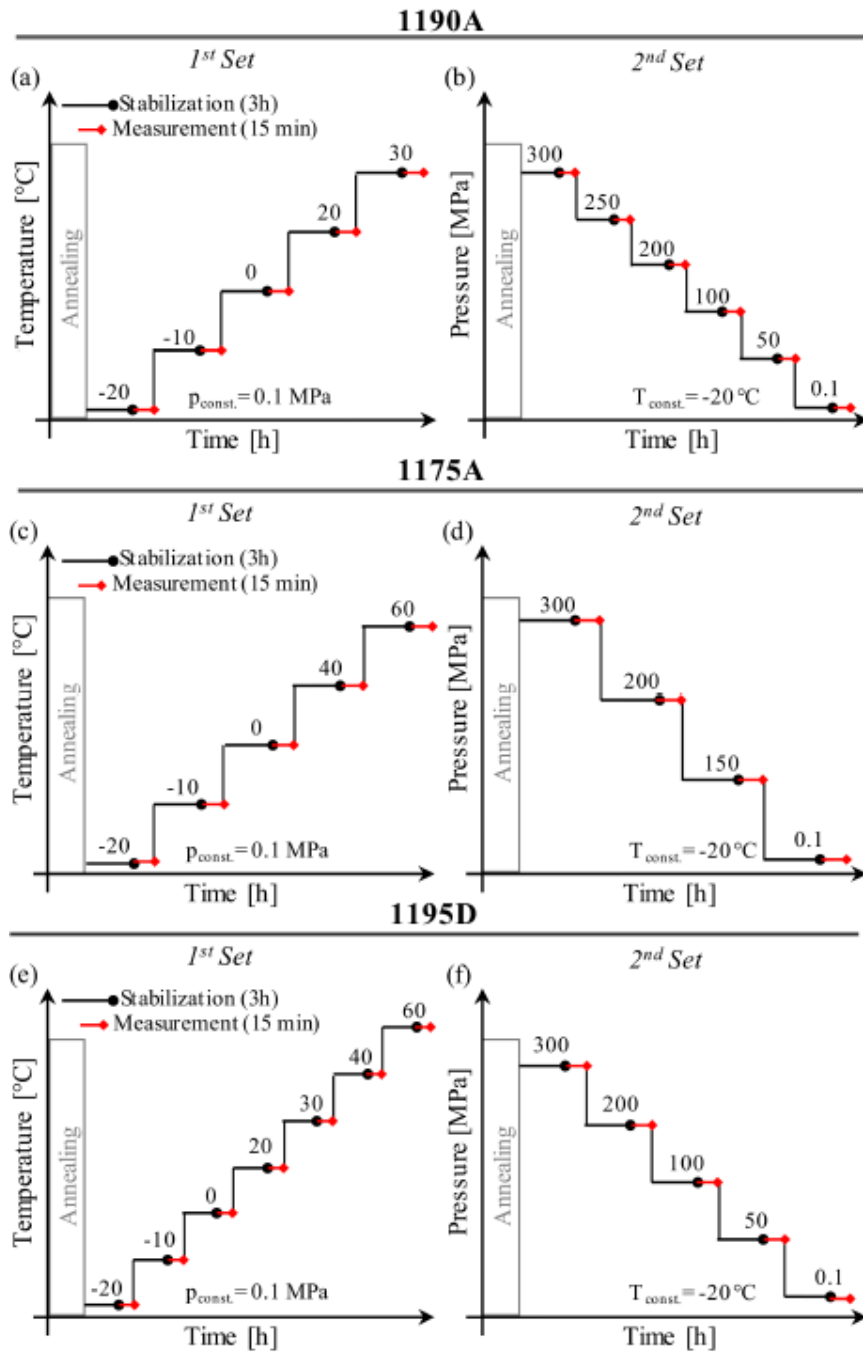 1190A
1st Set
2nd Set
(a)
Stabilization (3h)
Measurement (15 min)
Temperature [°C]
Annealing
-20
-10
0
20
30
pconst.= 0.1 MPa
Time [h]
(b)
Pressure [MPa]
Annealing
300
250
200
100
50
0.1
Tconst.= -20 °C
Time [h]
1175A
1st Set
2nd Set
(c)
Stabilization (3h)
Measurement (15 min)
Temperature [°C]
Annealing
-20
-10
0
40
60
pconst.= 0.1 MPa
Time [h]
(d)
Pressure [MPa]
Annealing
300
200
150
0.1
Tconst.= -20 °C
Time [h]
1195D
1st Set
2nd Set
(e)
Stabilization (3h)
Measurement (15 min)
Temperature [°C]
Annealing
-20
-10
0
20
30
40
60
pconst.= 0.1 MPa
Time [h]
(f)
Pressure [MPa]
Annealing
300
200
100
50
0.1
Tconst.= -20 °C
Time [h]